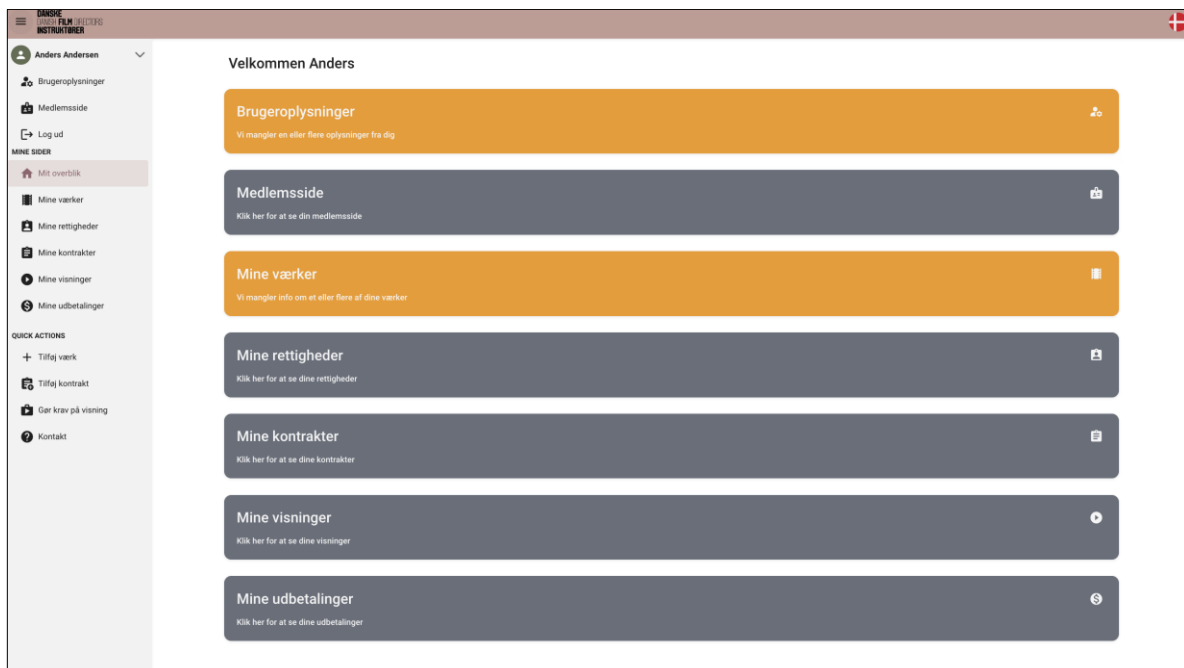 DANSKE
DANISH FILM DIRECTORS
INSTRUKTØRER
Anders Andersen
Brugeroplysninger
Medlemsside
Log ud
MINE SIDER
Mit overblik
Mine værker
Mine rettigheder
Mine kontrakter
Mine visninger
Mine udbetalinger
QUICK ACTIONS
Tilføj værk
Tilføj kontrakt
Gør krav på visning
Kontakt
Velkommen Anders
Brugeroplysninger
Vi mangler en eller flere oplysninger fra dig
Medlemsside
Klik her for at se din medlemsside
Mine værker
Vi mangler info om et eller flere af dine værker
Mine rettigheder
Klik her for at se dine rettigheder
Mine kontrakter
Klik her for at se dine kontrakter
Mine visninger
Klik her for at se dine visninger
Mine udbetalinger
Klik her for at se dine udbetalinger